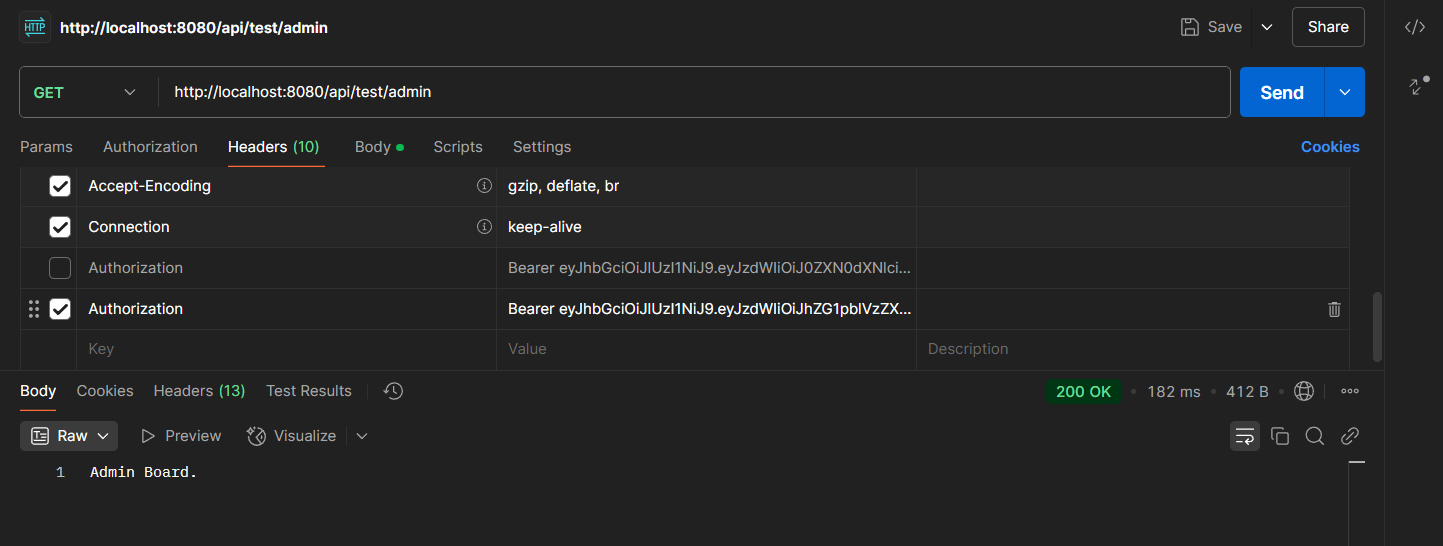 HTTP http://localhost:8080/api/test/admin Save Share
GET http://localhost:8080/api/test/admin Send
Params Authorization Headers (10) Body Scripts Settings Cookies
Accept-Encoding gzip, deflate, br
Connection keep-alive
Authorization Bearer eyJhbGciOiJIUzI1NiJ9.eyJzdWIiOiJ0ZXN0dXNlci...
Authorization Bearer eyJhbGciOiJIUzI1NiJ9.eyJzdWIiOiJhZG1pblVzZX...
Key Value Description
Body Cookies Headers (13) Test Results 200 OK • 182 ms • 412 B •
Raw Preview Visualize
1 Admin Board.